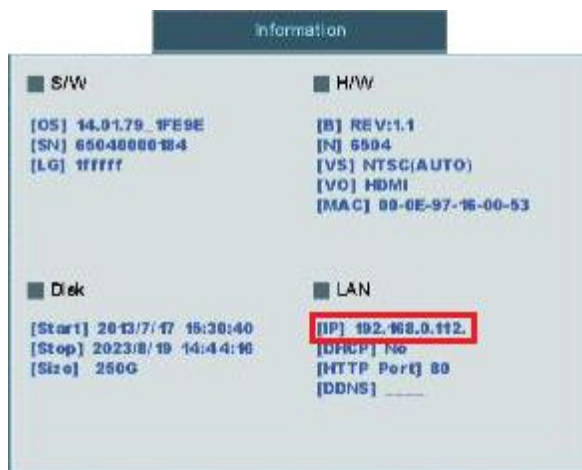 Information
S/W
[OS] 14.01.79_1FE9E
[SN] 65040000184
[LG] 1fffff
H/W
[B] REV:1.1
[N] 6504
[VS] NTSC(AUTO)
[VO] HDMI
[MAC] 00-0E-97-16-00-53
Disk
[Start] 2013/7/17 15:30:40
[Stop] 2023/8/19 14:44:16
[Size] 250G
LAN
[IP] 192.168.0.112.
[DHCP] No
[HTTP Port] 80
[DDNS] ____